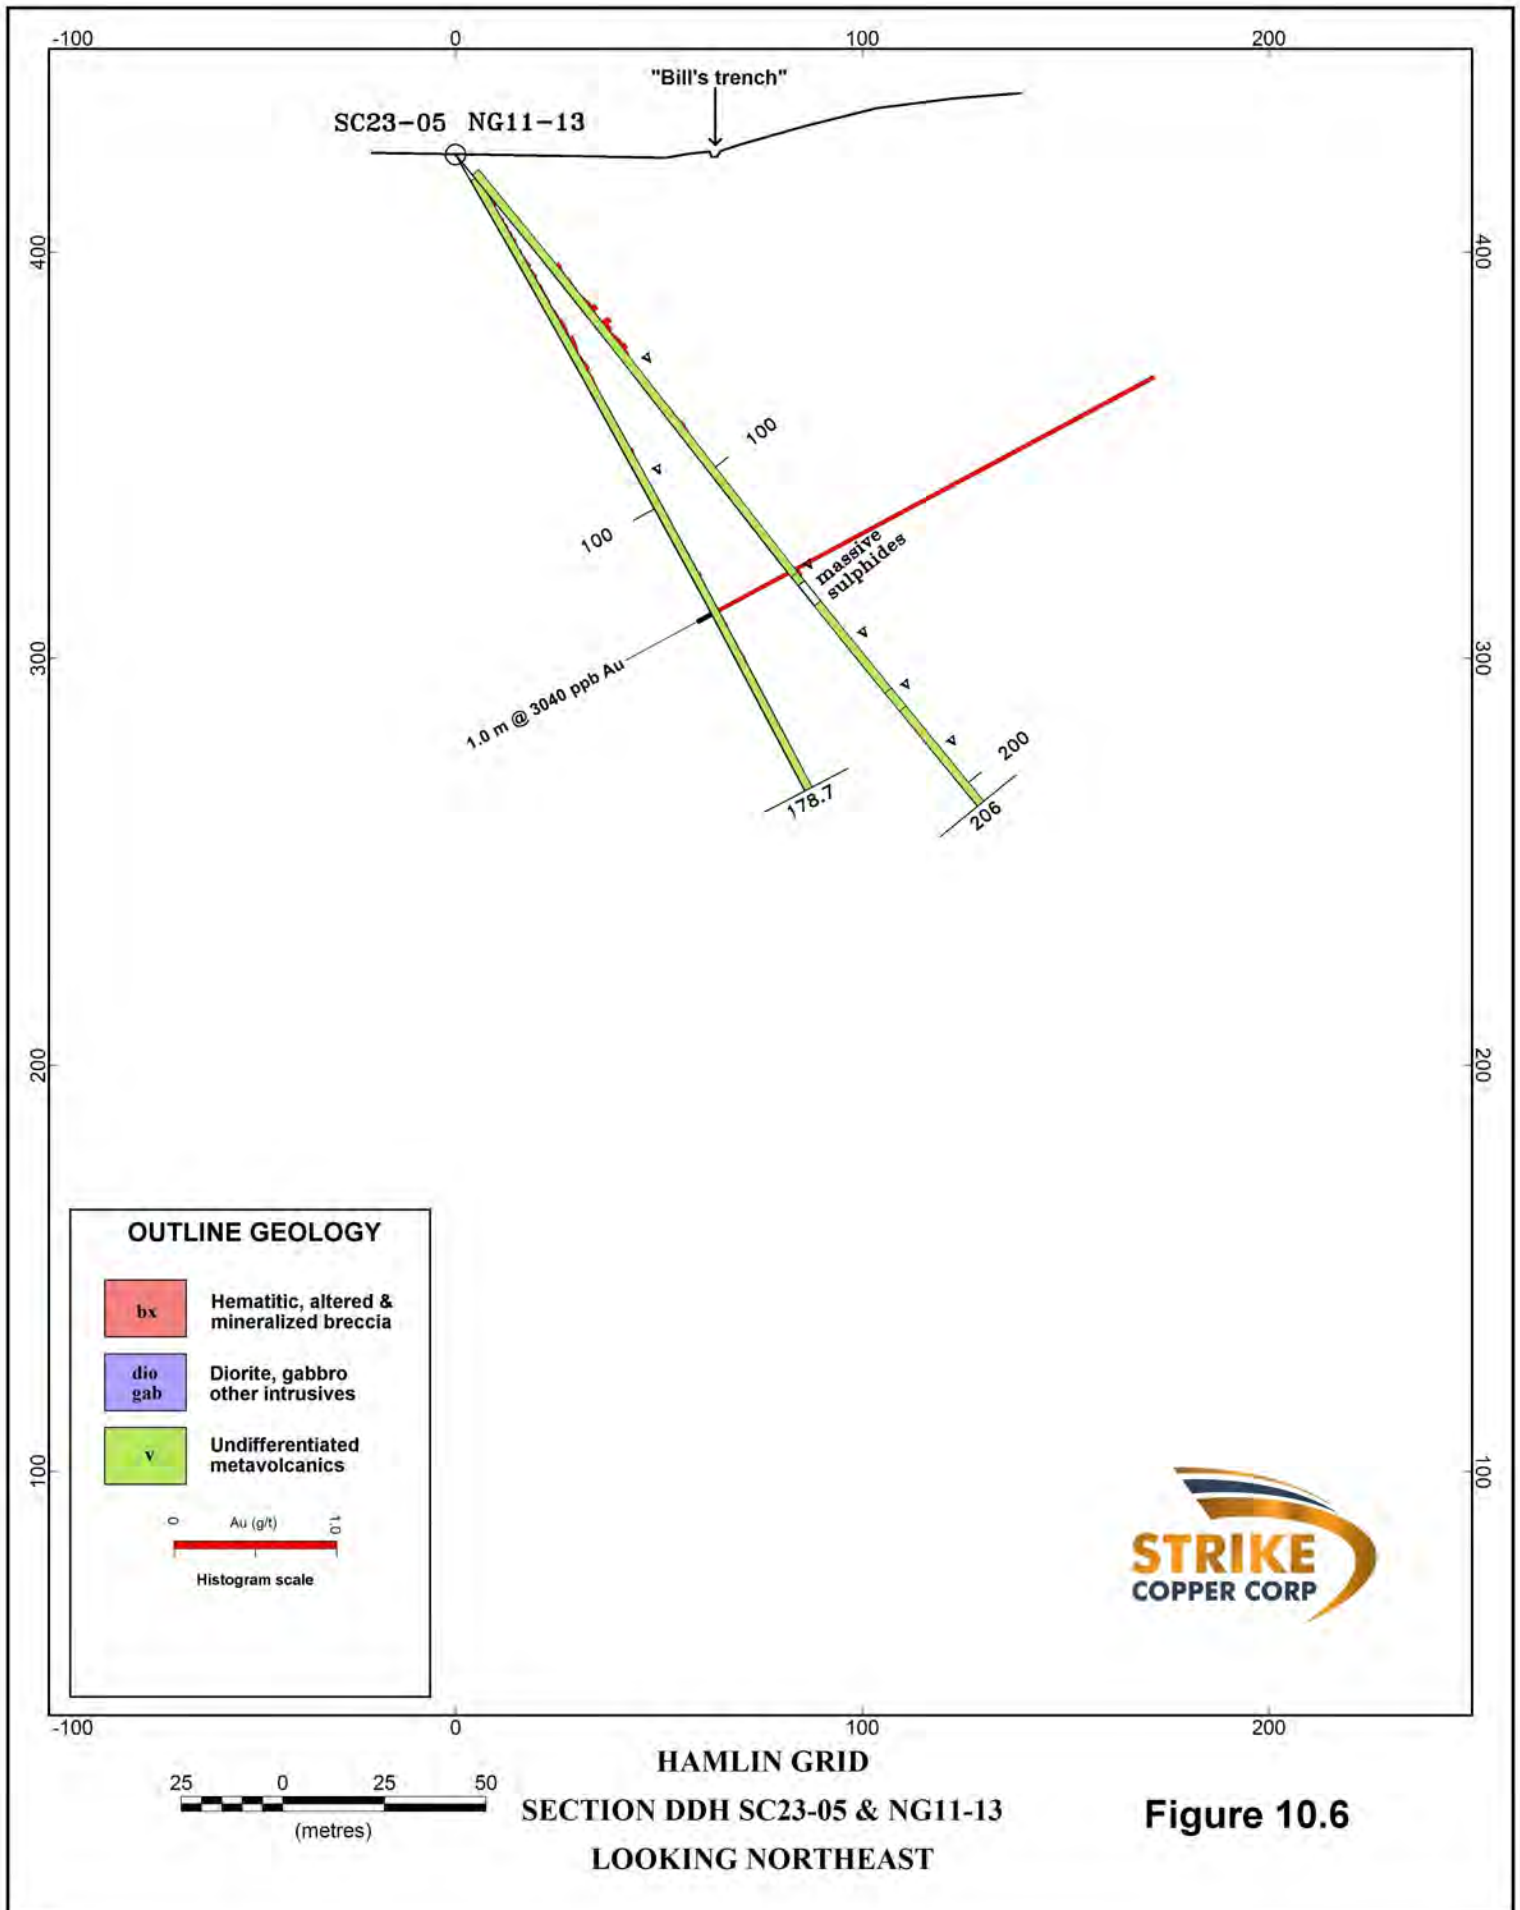 -100 0 100 200
"Bill's trench"
SC23-05 NG11-13
400
400
v
100
v
100
massive
sulphides
v
300
300
v
1.0 m @ 3040 ppb Au
v
v
200
178.7
206
200
200
OUTLINE GEOLOGY
bx
Hematitic, altered &
mineralized breccia
dio
gab
Diorite, gabbro
other intrusives
v
Undifferentiated
metavolcanics
0 Au (g/t) 1.0
Histogram scale
100
100
STRIKE
COPPER CORP
-100 0 100 200
25 0 25 50
(metres)
HAMLIN GRID
SECTION DDH SC23-05 & NG11-13
LOOKING NORTHEAST
Figure 10.6